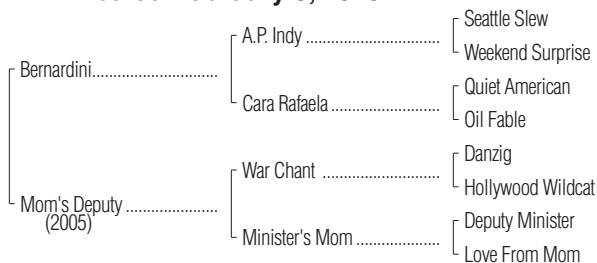 Seattle Slew
A.P. Indy
Weekend Surprise
Bernardini
Quiet American
Cara Rafaela
Oil Fable
Danzig
War Chant
Hollywood Wildcat
Mom's Deputy
(2005)
Deputy Minister
Minister's Mom
Love From Mom